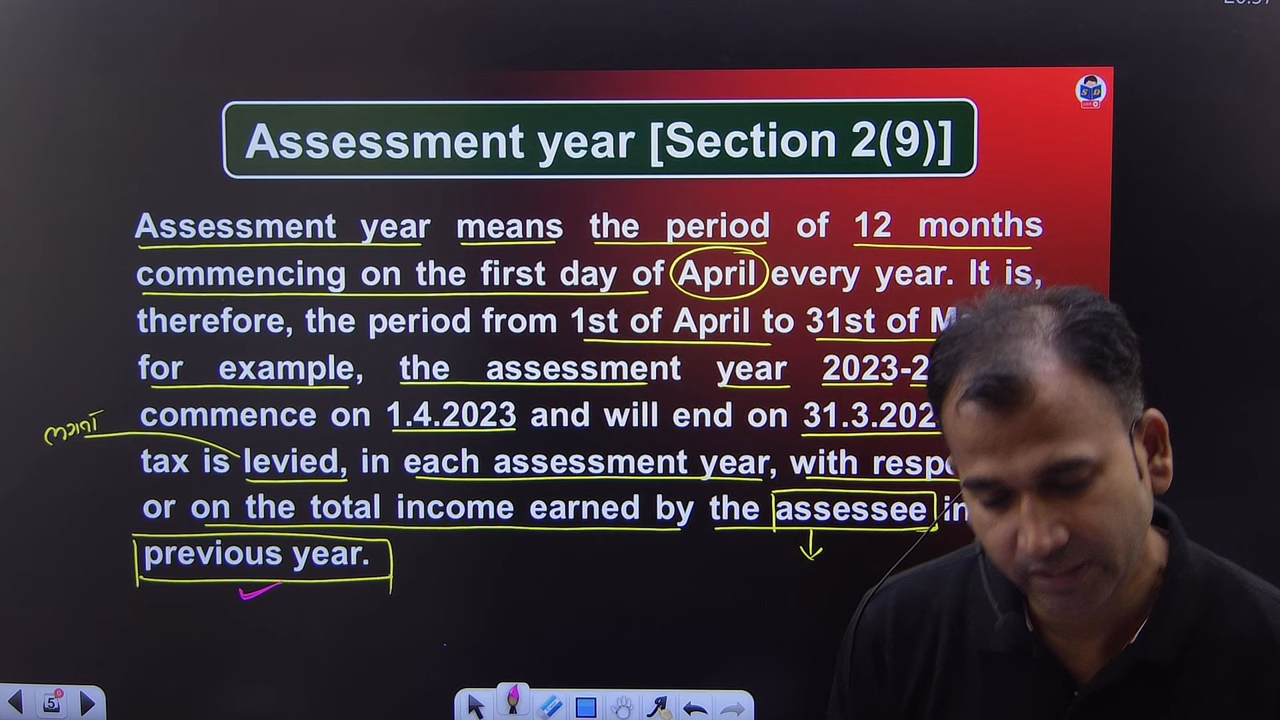 Assessment year [Section 2(9)]
Assessment year means the period of 12 months
commencing on the first day of April every year. It is,
therefore, the period from 1st of April to 31st of
for example, the assessment year 2023-2
commence on 1.4.2023 and will end on 31.3.202
tax is levied, in each assessment year, with
or on the total income earned by the assessee in
previous year.
5